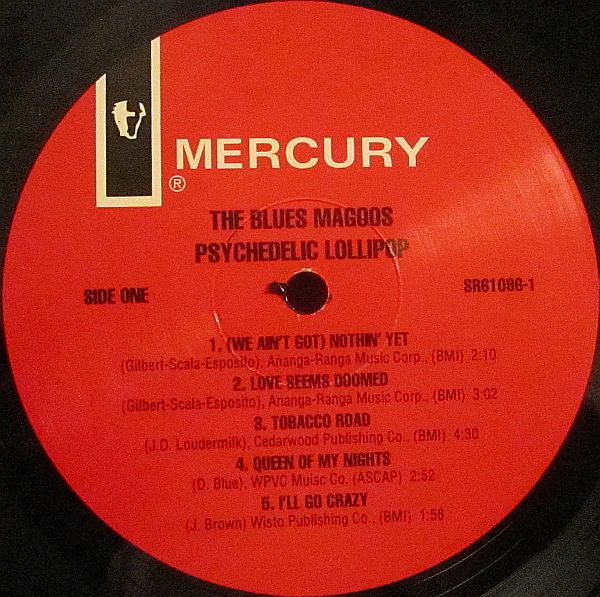 MERCURY
®
THE BLUES MAGOOS
PSYCHEDELIC LOLLIPOP
SIDE ONE
SR61096-1
1. (WE AIN'T GOT) NOTHIN' YET
(Gilbert-Scala-Esposito), Ananga-Ranga Music Corp., (BMI) 2:10
2. LOVE SEEMS DOOMED
(Gilbert-Scala-Esposito), Ananga-Ranga Music Corp., (BMI) 3:02
3. TOBACCO ROAD
(J.D. Loudermilk), Cedarwood Publishing Co., (BMI) 4:30
4. QUEEN OF MY NIGHTS
(D. Blue), WPVC Muisc Co. (ASCAP) 2:52
5. I'LL GO CRAZY
(J. Brown) Wisto Publishing Co., (BMI) 1:58